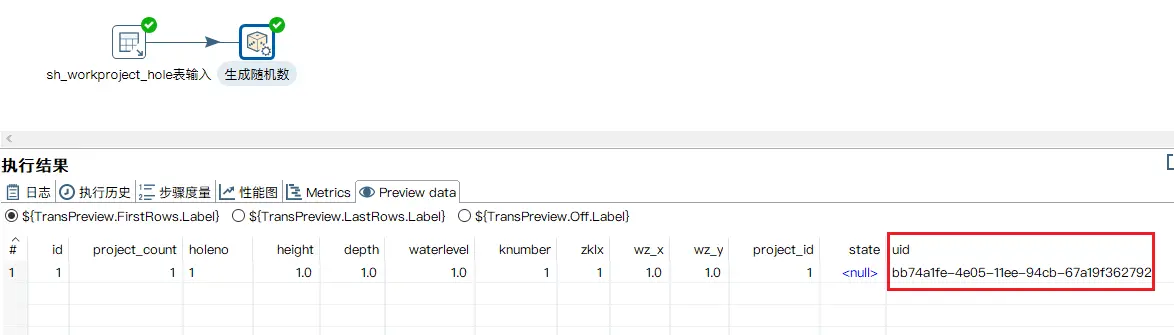 sh_workproject_hole表输入 生成随机数
执行结果
日志 执行历史 步骤度量 性能图 Metrics Preview data
${TransPreview.FirstRows.Label} ${TransPreview.LastRows.Label} ${TransPreview.Off.Label}
# id project_count holeno height depth waterlevel knumber zklx wz_x wz_y project_id state uid
1 1 1 1 1.0 1.0 1.0 1 1 1.0 1.0 1 <null> bb74a1fe-4e05-11ee-94cb-67a19f362792